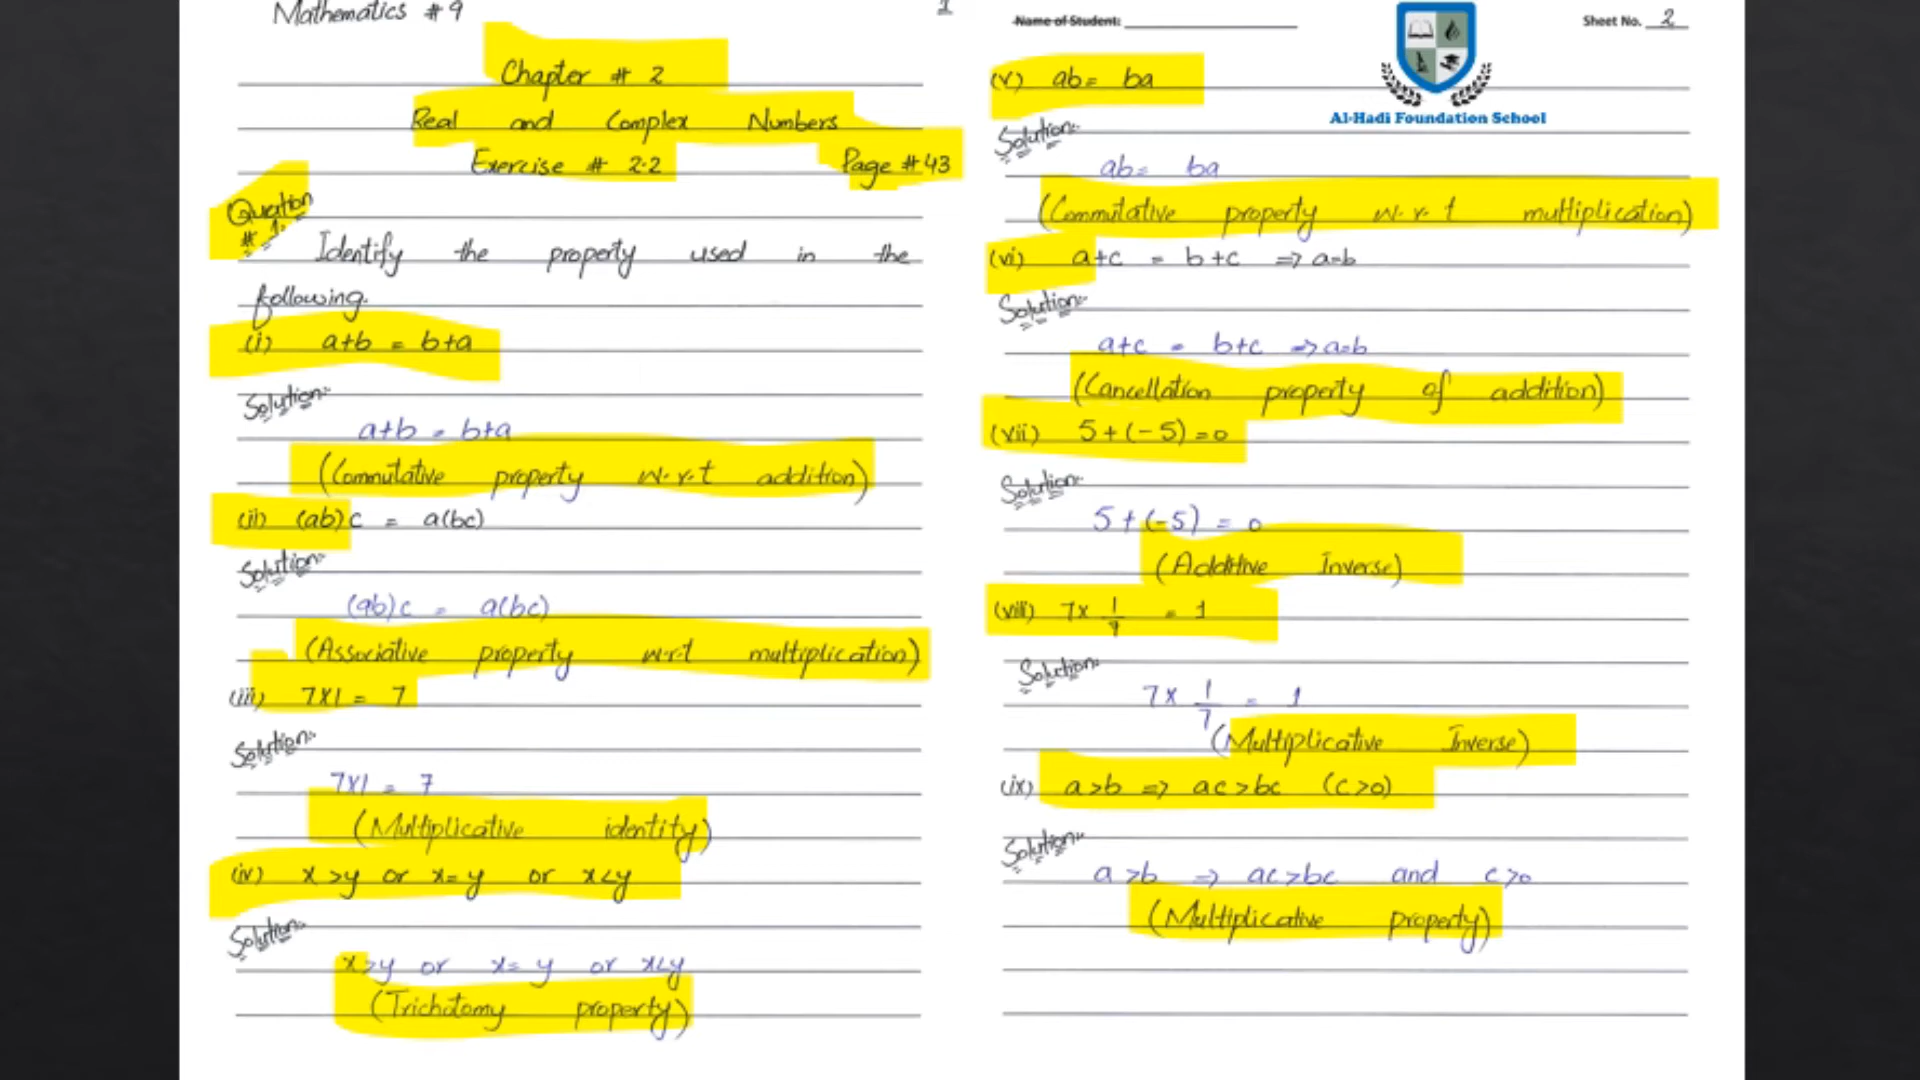 Mathematics # 9
1
Chapter # 2
Real and Complex Numbers
Exercise # 2.2 Page # 43
Question # 1:
Identify the property used in the
following.
(i) a+b = b+a
Solution:
a+b = b+a
(Commutative property w.r.t addition)
(ii) (ab)c = a(bc)
Solution:
(ab)c = a(bc)
(Associative property w.r.t multiplication)
(iii) 7×1 = 7
Solution:
7×1 = 7
(Multiplicative identity)
(iv) x>y or x=y or x<y
Solution:
x>y or x=y or x<y
(Trichotomy property)
Name of Student:
Sheet No. 2
Al-Hadi Foundation School
(v) ab= ba
Solution:
ab= ba
(Commutative property w.r.t multiplication)
(vi) a+c = b+c ⇒ a=b
Solution:
a+c = b+c ⇒ a=b
(Cancellation property of addition)
(vii) 5+(-5)=0
Solution:
5+(-5) = 0
(Additive Inverse)
(viii) 7× 1/7 = 1
Solution:
7× 1/7 = 1
(Multiplicative Inverse)
(ix) a>b ⇒ ac>bc (c>0)
Solution:
a>b ⇒ ac>bc and c>0
(Multiplicative property)